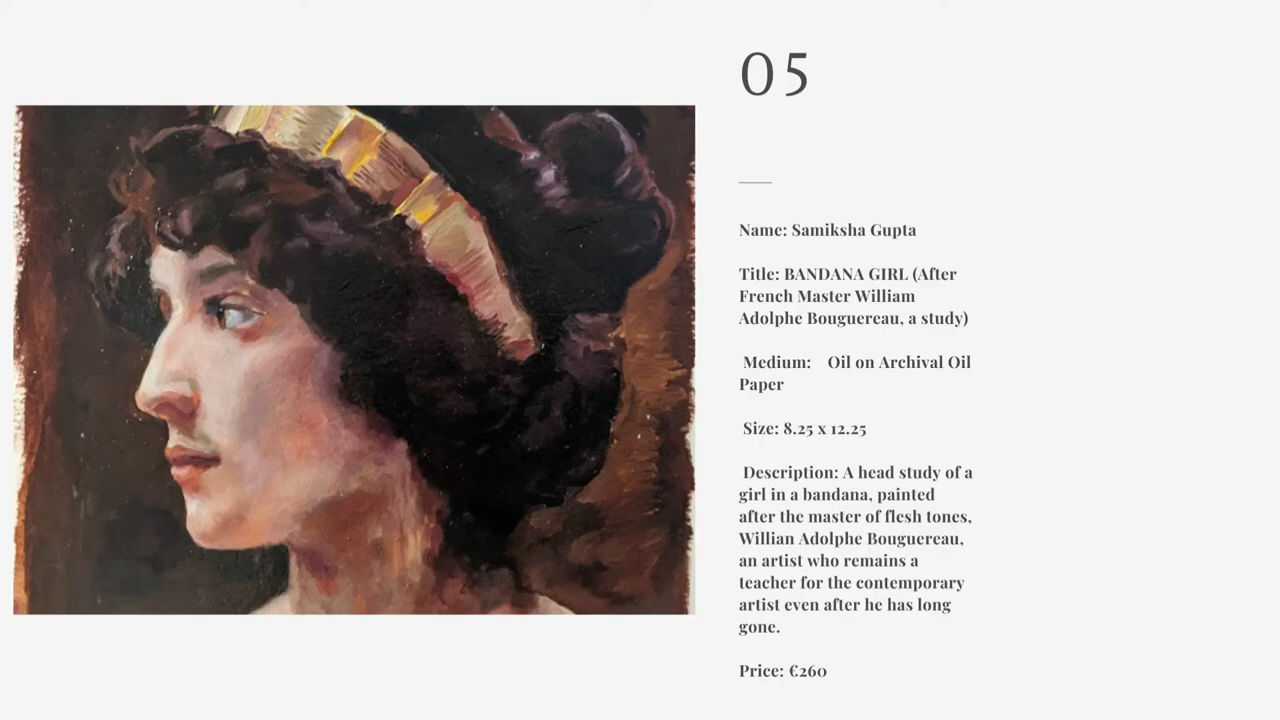 05
Name: Samiksha Gupta
Title: BANDANA GIRL (After
French Master William
Adolphe Bouguereau, a study)
Medium: Oil on Archival Oil
Paper
Size: 8.25 x 12.25
Description: A head study of a
girl in a bandana, painted
after the master of flesh tones,
Willian Adolphe Bouguereau,
an artist who remains a
teacher for the contemporary
artist even after he has long
gone.
Price: €260